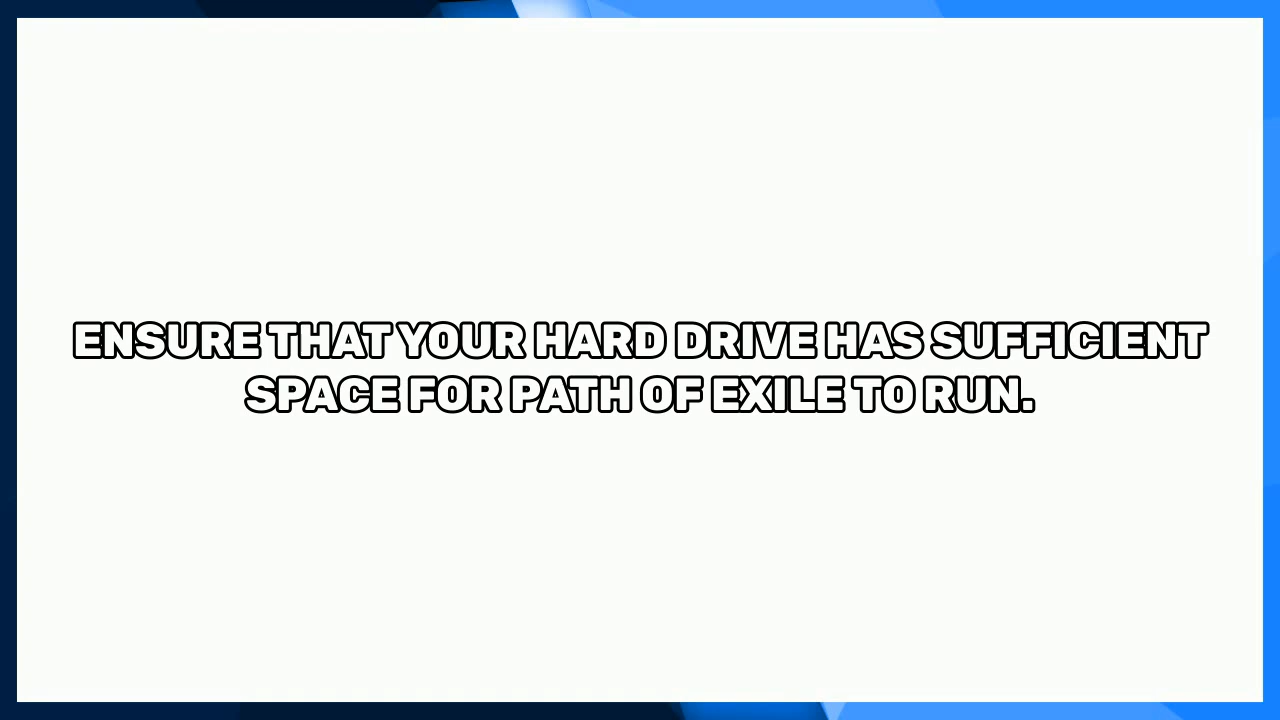 ENSURE THAT YOUR HARD DRIVE HAS SUFFICIENT
SPACE FOR PATH OF EXILE TO RUN.